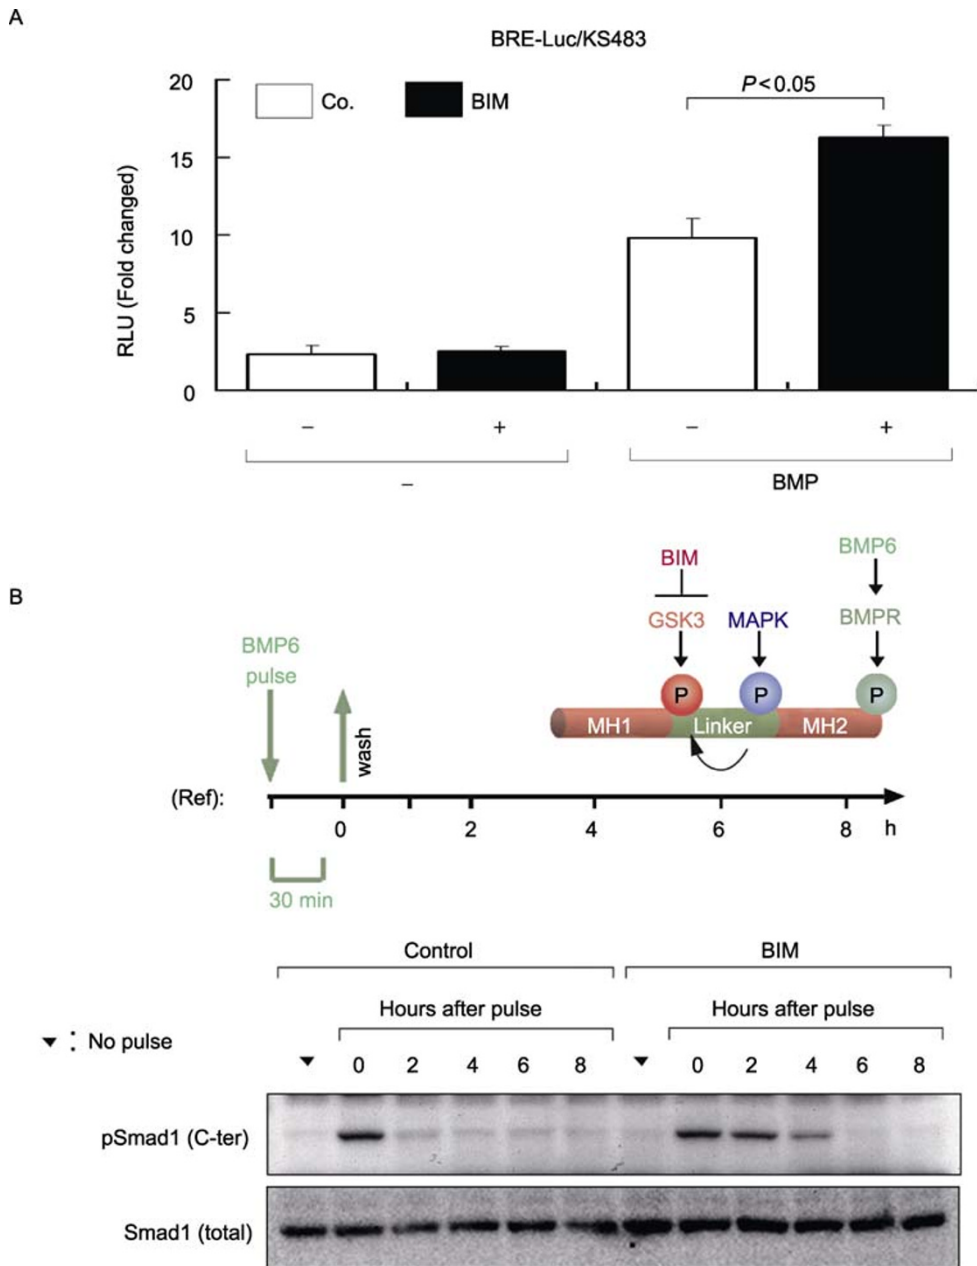 A
BRE-Luc/KS483
20
15
10
5
0
RLU (Fold changed)
Co.
BIM
P<0.05
− + − +
− BMP
B
BMP6
pulse
wash
BIM
GSK3
MAPK
BMP6
BMPR
P P P
MH1 Linker MH2
(Ref):
0 2 4 6 8 h
30 min
Control BIM
Hours after pulse Hours after pulse
▼ : No pulse
▼ 0 2 4 6 8 ▼ 0 2 4 6 8
pSmad1 (C-ter)
Smad1 (total)